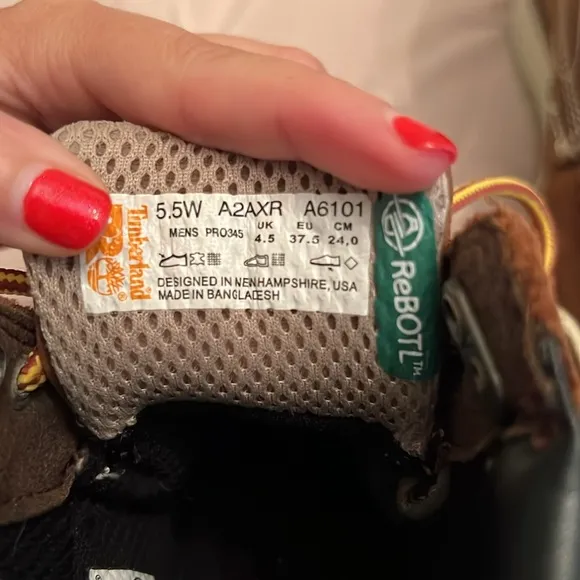 Timberland
5.5W A2AXR A6101
MENS PRO345 UK EU CM
4.5 37.5 24,0
DESIGNED IN NEWHAMPSHIRE, USA
MADE IN BANGLADESH
ReBOTL™